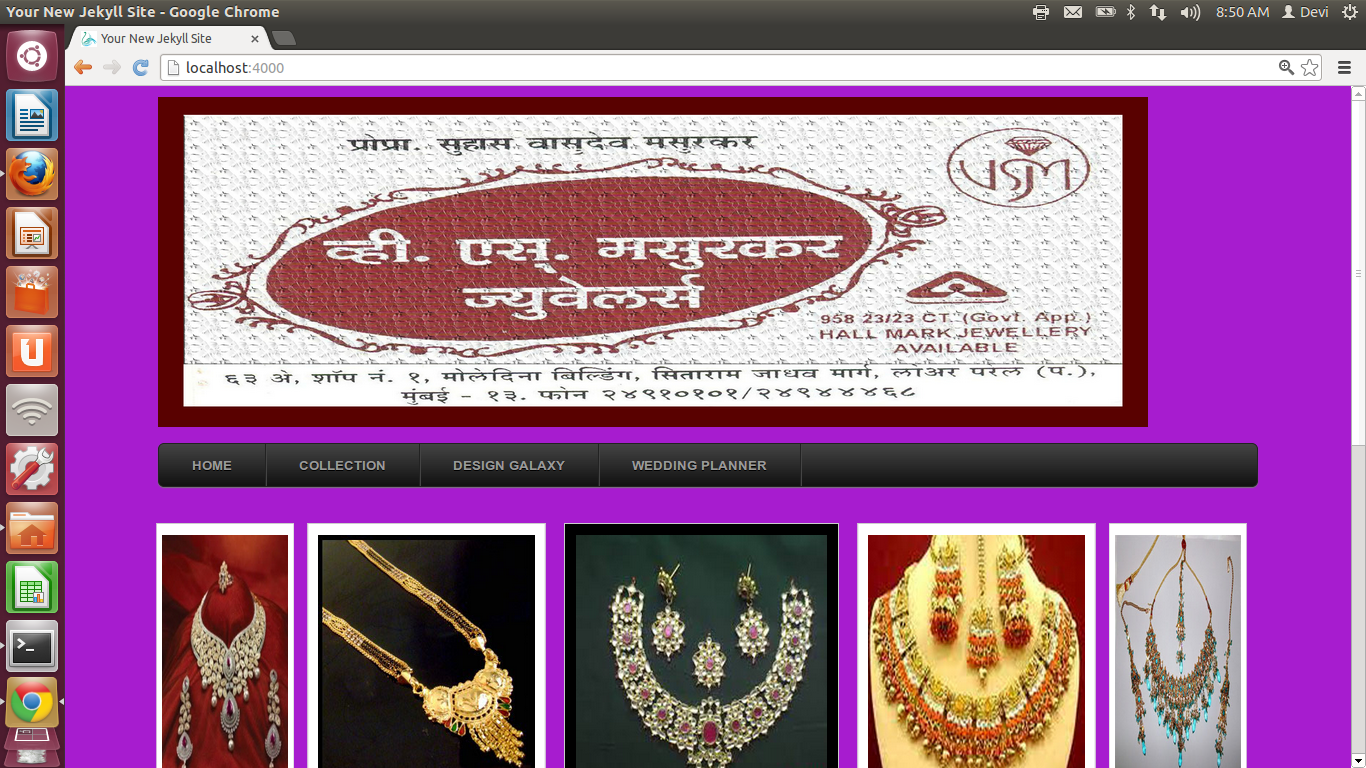 Your New Jekyll Site - Google Chrome
8:50 AM
Devi
Your New Jekyll Site
localhost:4000
प्रोप्रा. सुहास वासुदेव मसुरकर
VSJM
व्ही. एस्. मसुरकर
ज्युवेलर्स
958 23/23 CT. (Govt. App.)
HALL MARK JEWELLERY
AVAILABLE
६३ अे, शॉप नं. १, मोलेदिना बिल्डिंग, सिताराम जाधव मार्ग, लोअर परेल (प.),
मुंबई - १३. फोन २४९१०१०१/२४९४४४६८
HOME
COLLECTION
DESIGN GALAXY
WEDDING PLANNER